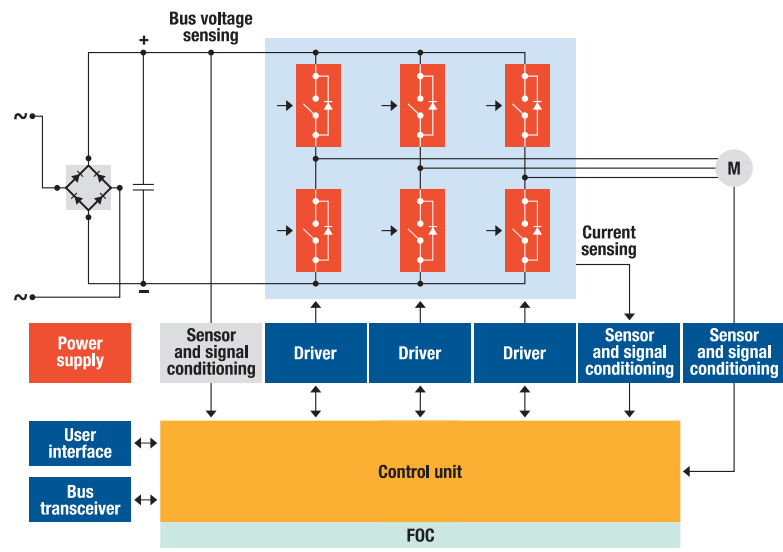 Bus voltage
sensing
+
~
M
Current
sensing
~
−
Power
supply
Sensor
and signal
conditioning
Driver
Driver
Driver
Sensor
and signal
conditioning
Sensor
and signal
conditioning
User
interface
Control unit
Bus
transceiver
FOC